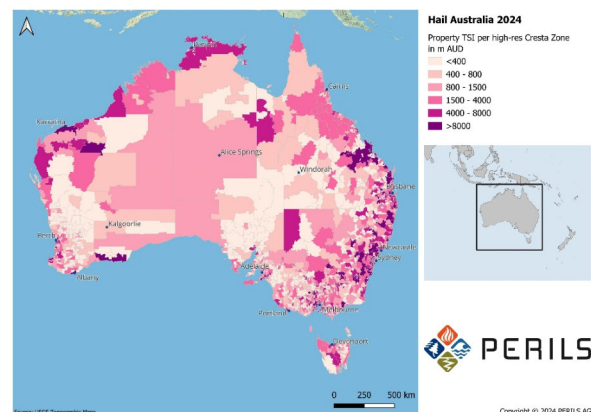 Hail Australia 2024
Property TSI per high-res Cresta Zone
in m AUD
<400
400 - 800
800 - 1500
1500 - 4000
4000 - 8000
>8000
Cairns
Karratha
Alice Springs
Windorah
Brisbane
Kalgoorlie
Perth
Newcastle
Sydney
Adelaide
Albany
Portland
Melbourne
Devonport
PERILS
0 250 500 km
Source: USGS Topographic Maps
Copyright © 2024 PERILS AG